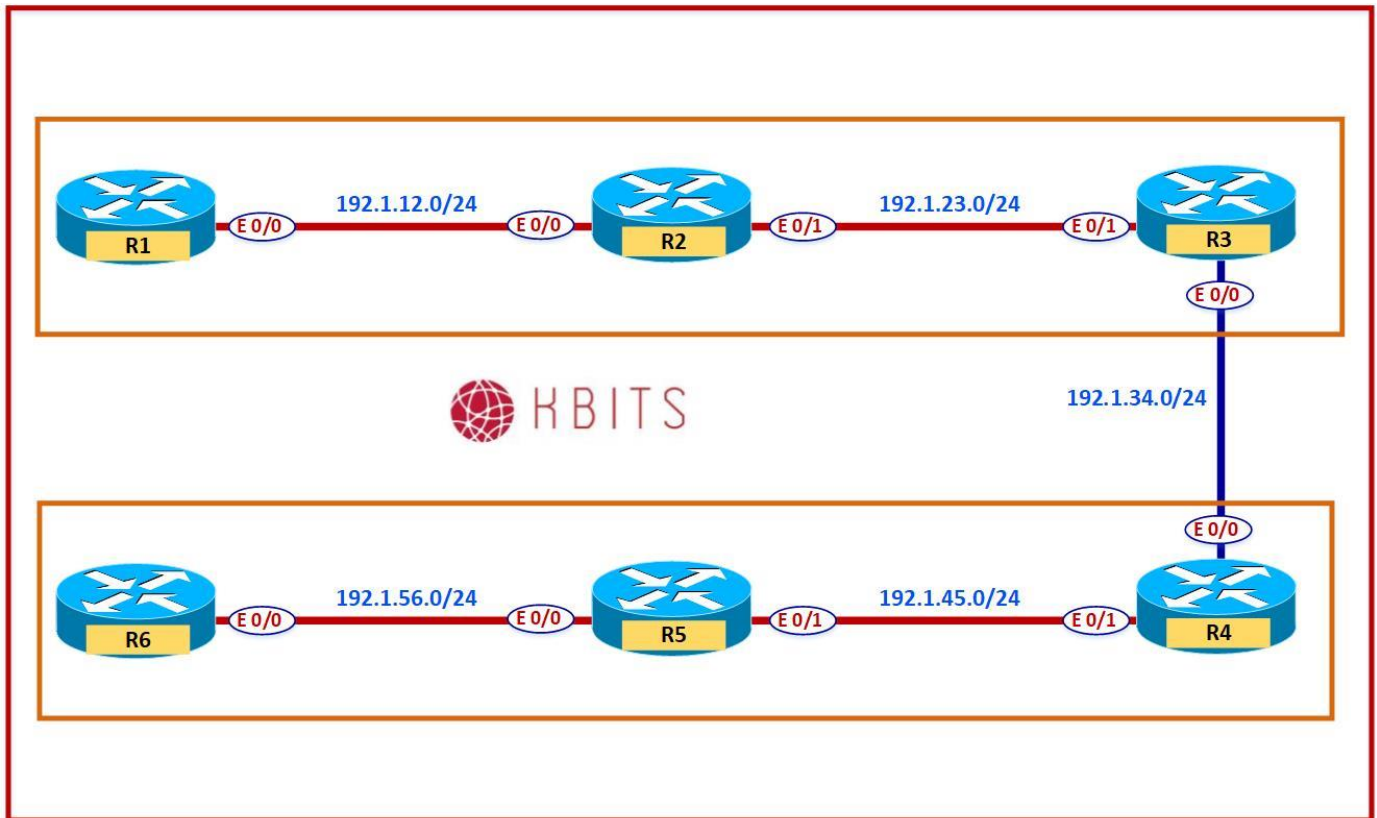 192.1.12.0/24
192.1.23.0/24
E 0/0
E 0/0
E 0/1
E 0/1
R1
R2
R3
E 0/0
KBITS
192.1.34.0/24
E 0/0
192.1.56.0/24
192.1.45.0/24
E 0/0
E 0/0
E 0/1
E 0/1
R6
R5
R4